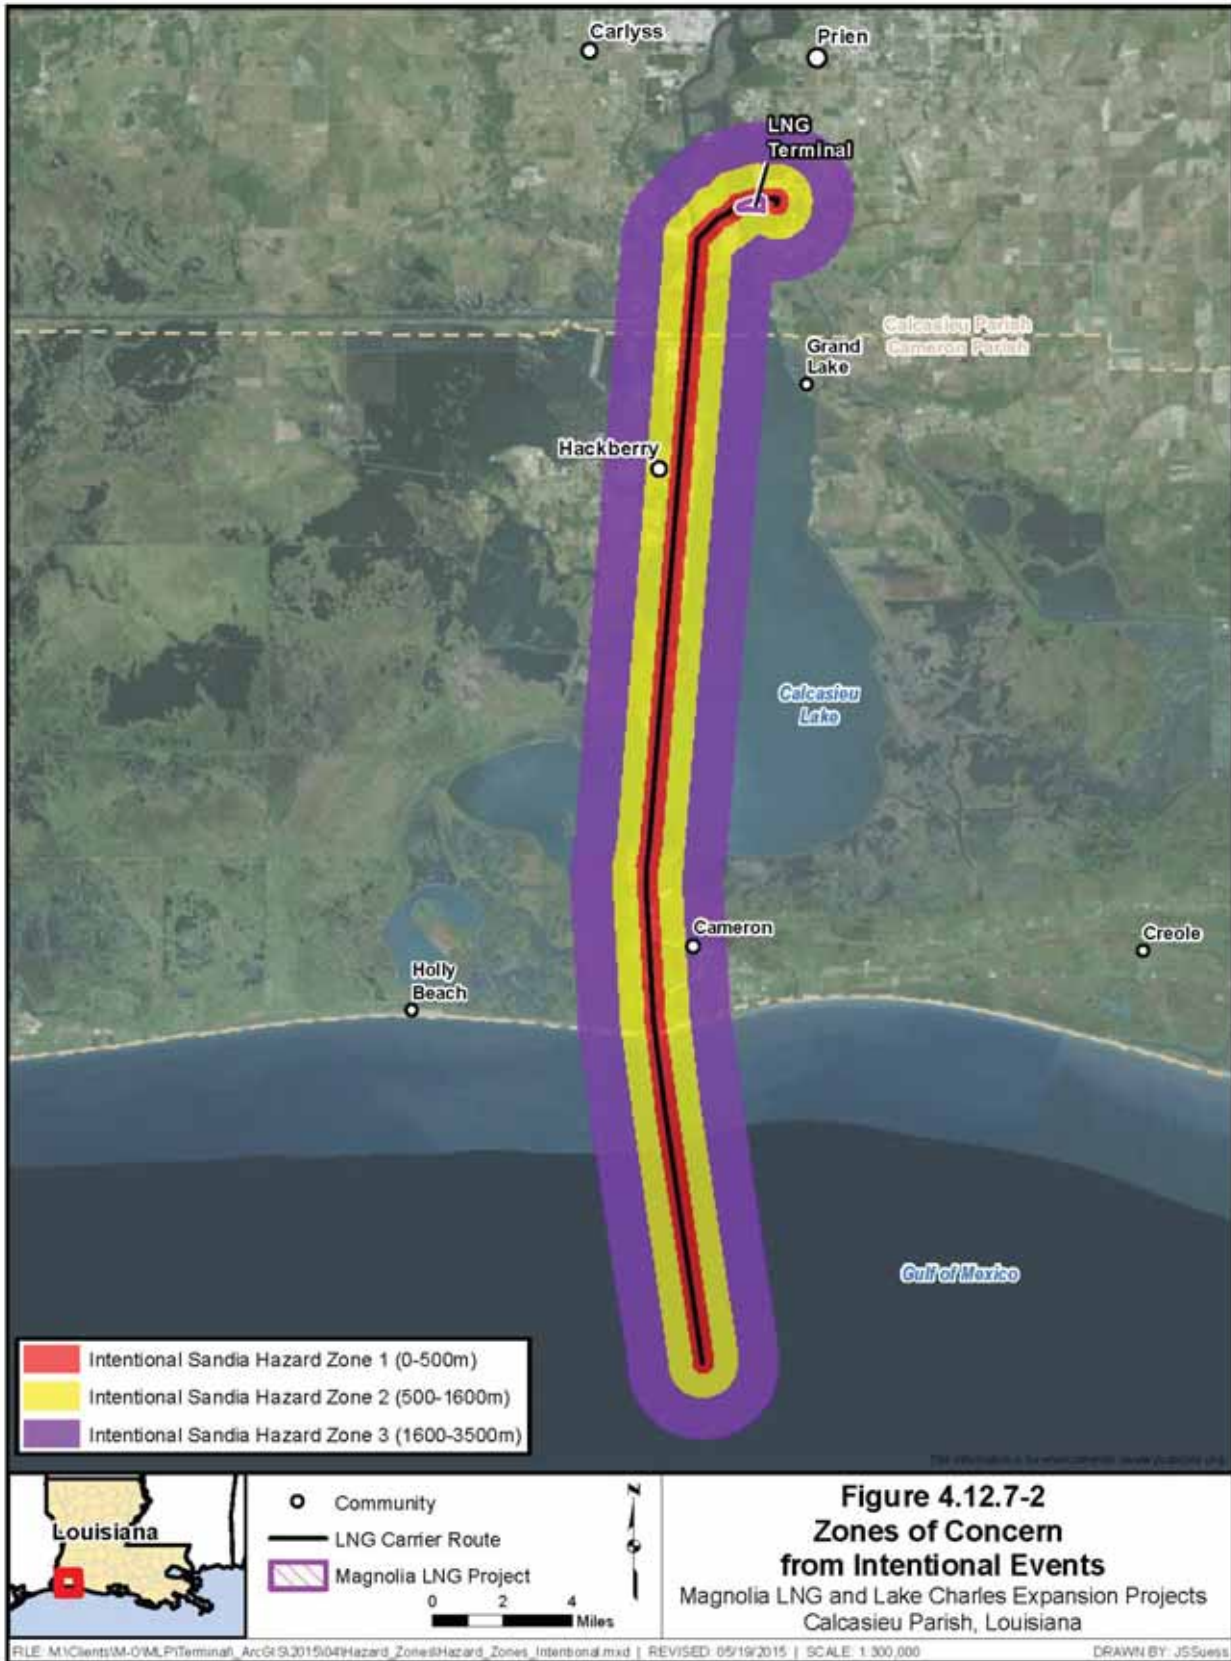 Carlyss
Prien
LNG
Terminal
Calcasieu Parish
Cameron Parish
Grand
Lake
Hackberry
Calcasieu
Lake
Cameron
Creole
Holly
Beach
Gulf of Mexico
Intentional Sandia Hazard Zone 1 (0-500m)
Intentional Sandia Hazard Zone 2 (500-1600m)
Intentional Sandia Hazard Zone 3 (1600-3500m)
Louisiana
Community
LNG Carrier Route
Magnolia LNG Project
0 2 4
Miles
N
Figure 4.12.7-2
Zones of Concern
from Intentional Events
Magnolia LNG and Lake Charles Expansion Projects
Calcasieu Parish, Louisiana
REVISED: 05/19/2015 | SCALE: 1:300,000
DRAWN BY: JSSuess